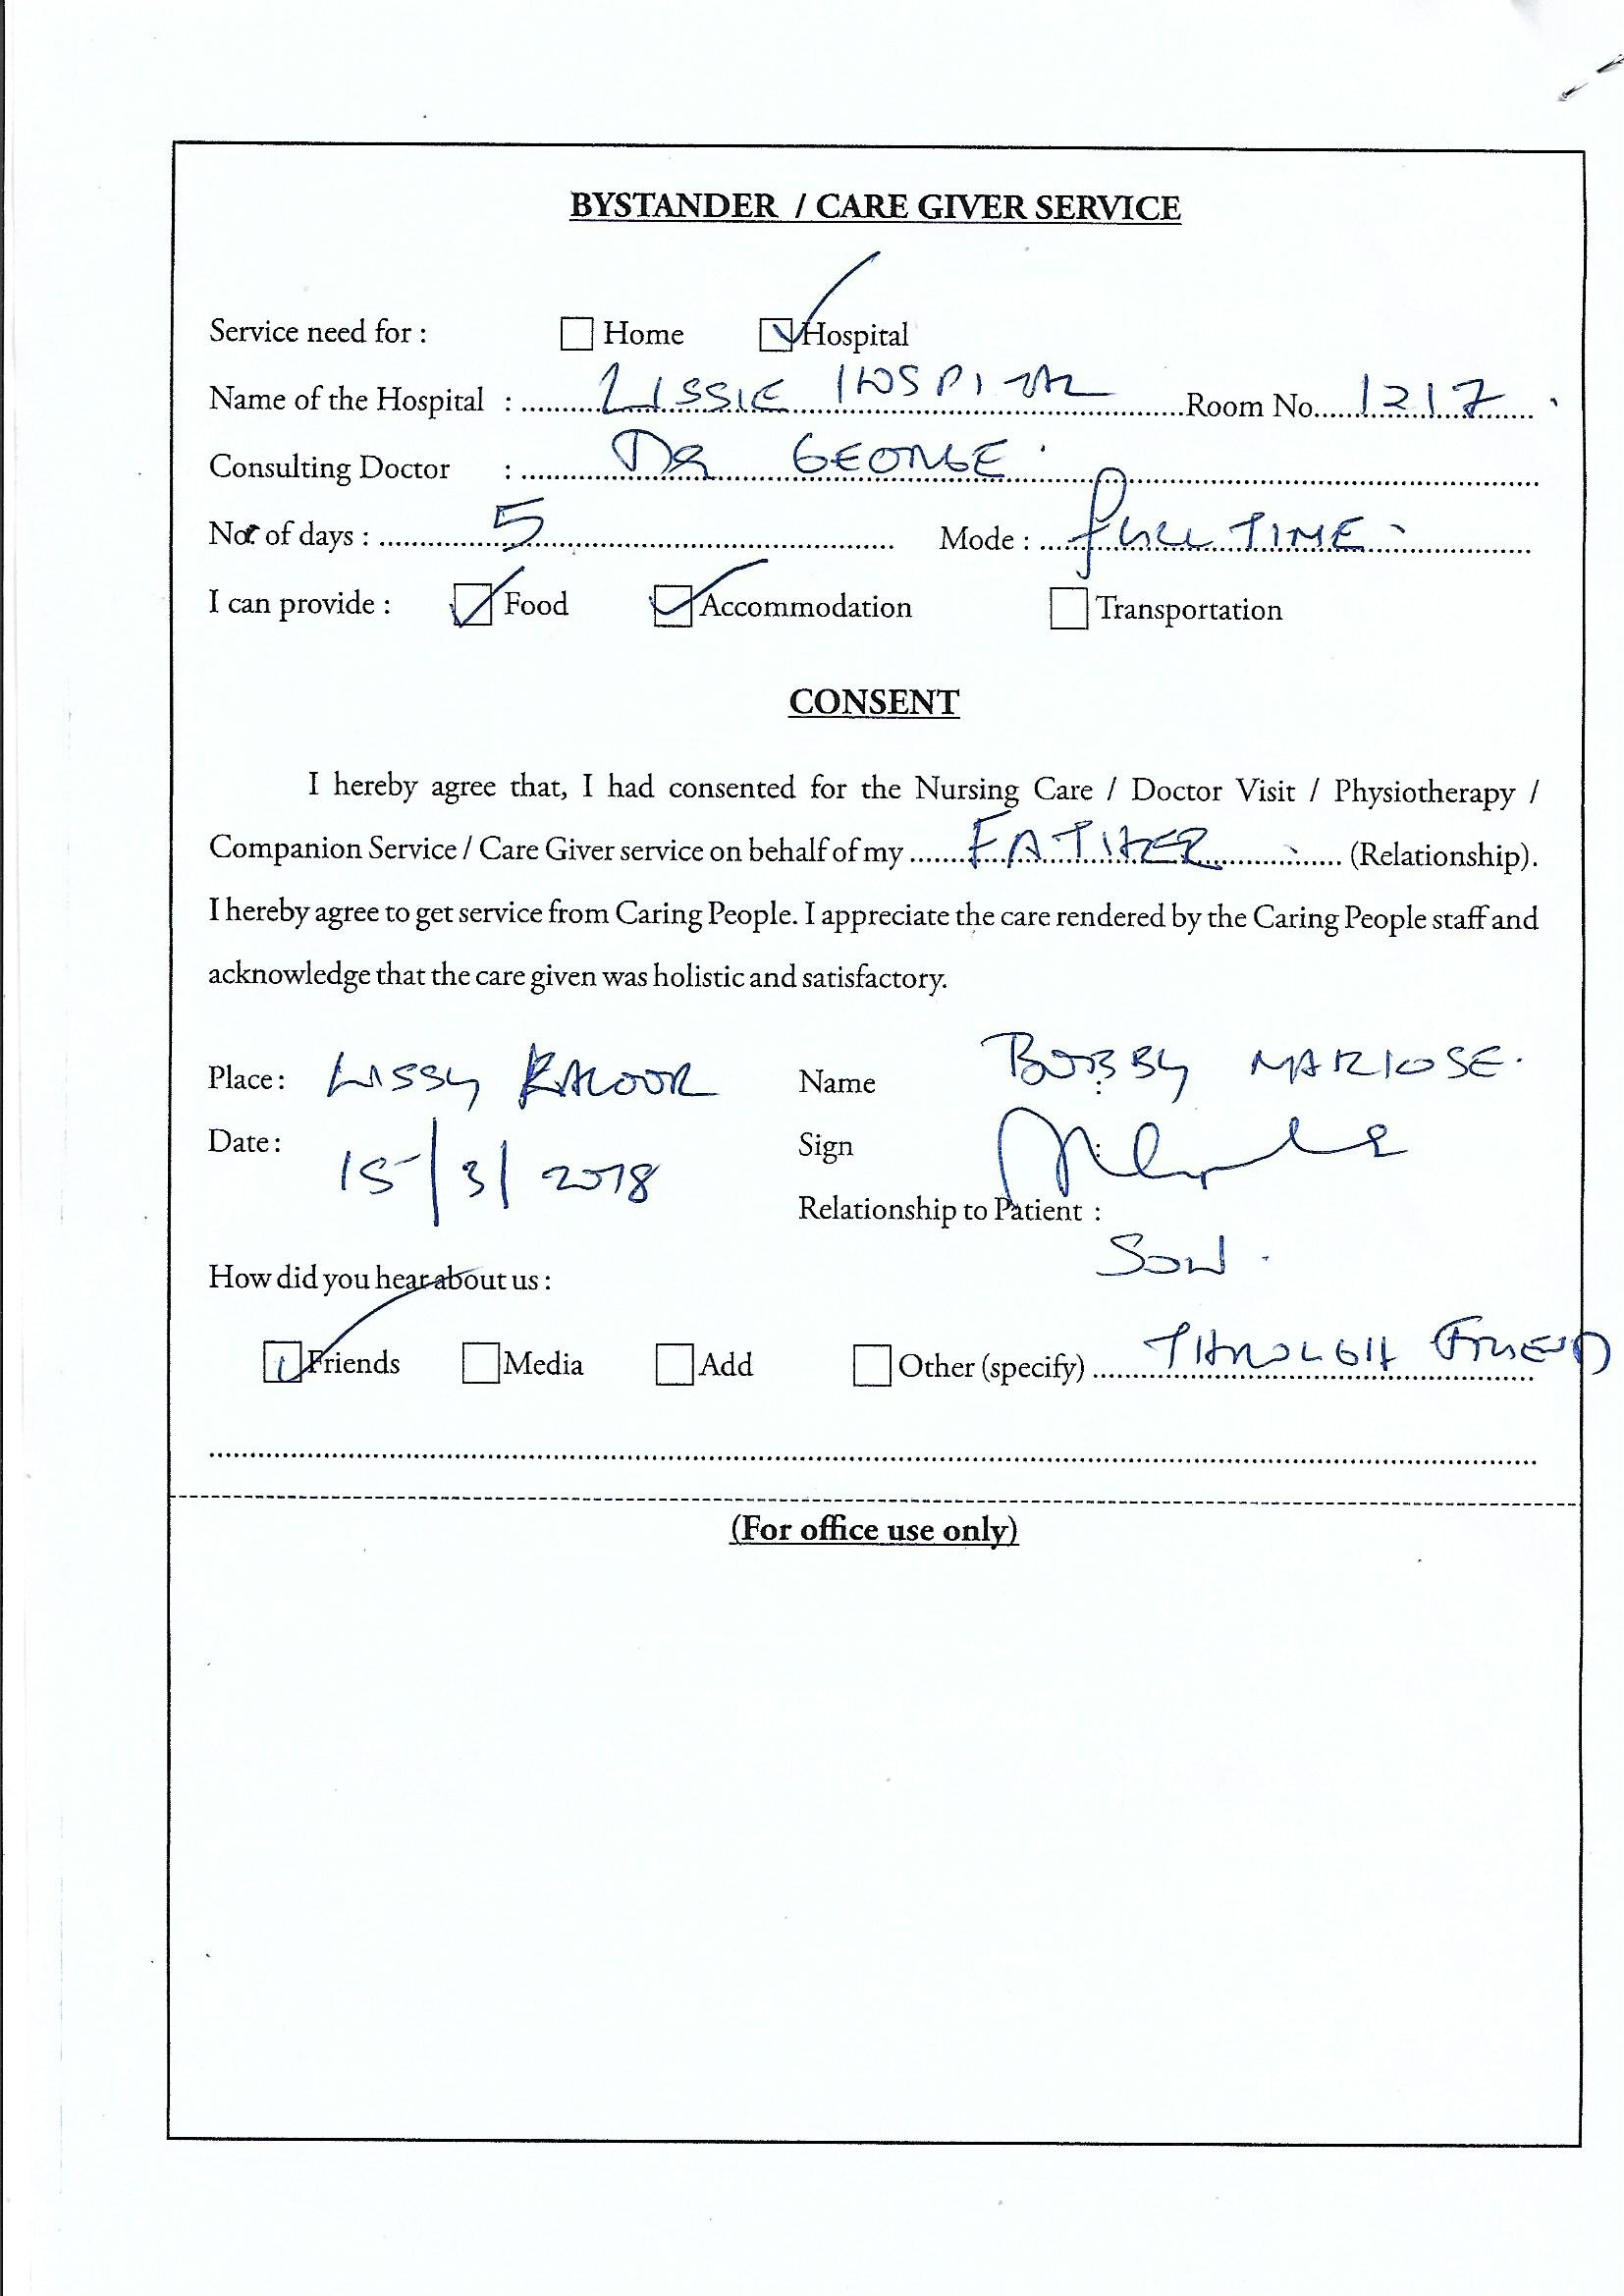 BYSTANDER / CARE GIVER SERVICE
Service need for : Home Hospital
Name of the Hospital : LISSIE HOSPITAL Room No. 1217
Consulting Doctor : DR GEORGE
No of days : 5 Mode : FULL TIME
I can provide : Food Accommodation Transportation
CONSENT
I hereby agree that, I had consented for the Nursing Care / Doctor Visit / Physiotherapy /
Companion Service / Care Giver service on behalf of my FATHER (Relationship).
I hereby agree to get service from Caring People. I appreciate the care rendered by the Caring People staff and
acknowledge that the care given was holistic and satisfactory.
Place : LISSY KALOOR Name BOBBY MARIOSE.
Date : 15/3/2018 Sign
Relationship to Patient :
SON.
How did you hear about us :
Friends Media Add Other (specify) THROUGH FRIEND
(For office use only)